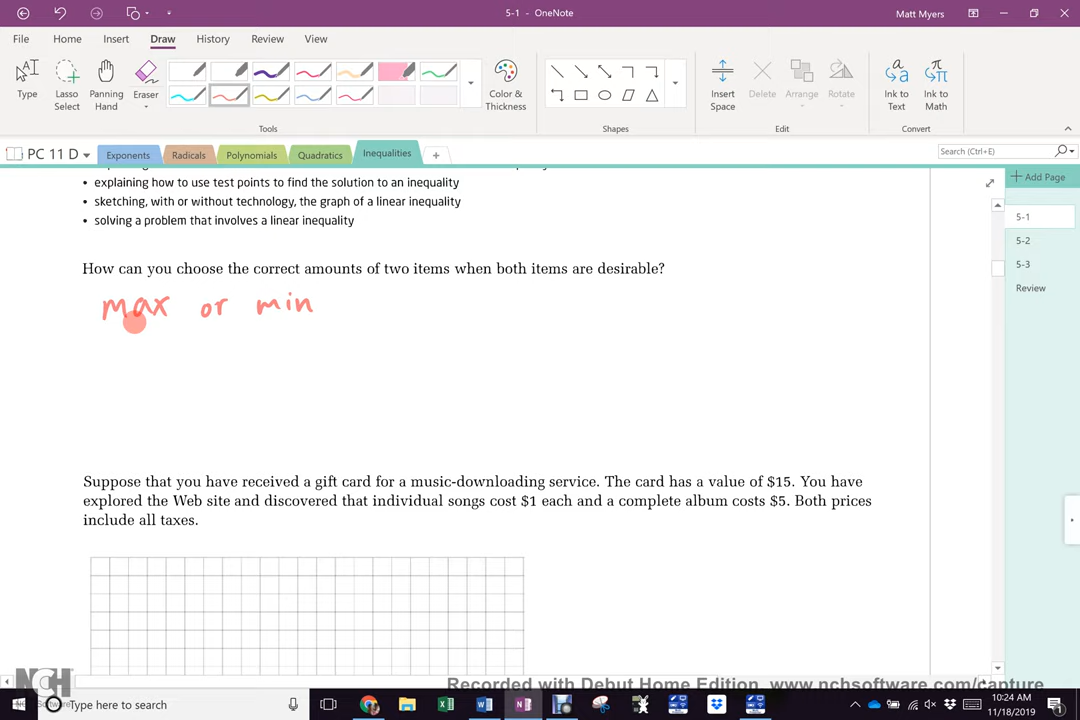 5-1 - OneNote
Matt Myers
File Home Insert Draw History Review View
Type
Lasso Select
Panning Hand
Eraser
Color & Thickness
Insert Space
Delete
Arrange
Rotate
Ink to Text
Ink to Math
Tools
Shapes
Edit
Convert
PC 11 D
Exponents
Radicals
Polynomials
Quadratics
Inequalities
Search (Ctrl+E)
Add Page
5-1
5-2
5-3
Review
• explaining how to use test points to find the solution to an inequality
• sketching, with or without technology, the graph of a linear inequality
• solving a problem that involves a linear inequality
How can you choose the correct amounts of two items when both items are desirable?
max or min
Suppose that you have received a gift card for a music-downloading service. The card has a value of $15. You have
explored the Web site and discovered that individual songs cost $1 each and a complete album costs $5. Both prices
include all taxes.
NCH
NCH Software
Recorded with Debut Home Edition. www.nchsoftware.com/capture
Type here to search
10:24 AM
11/18/2019